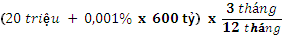 (20 triệu + 0,001% x 600 tỷ) x 3 tháng / 12 tháng